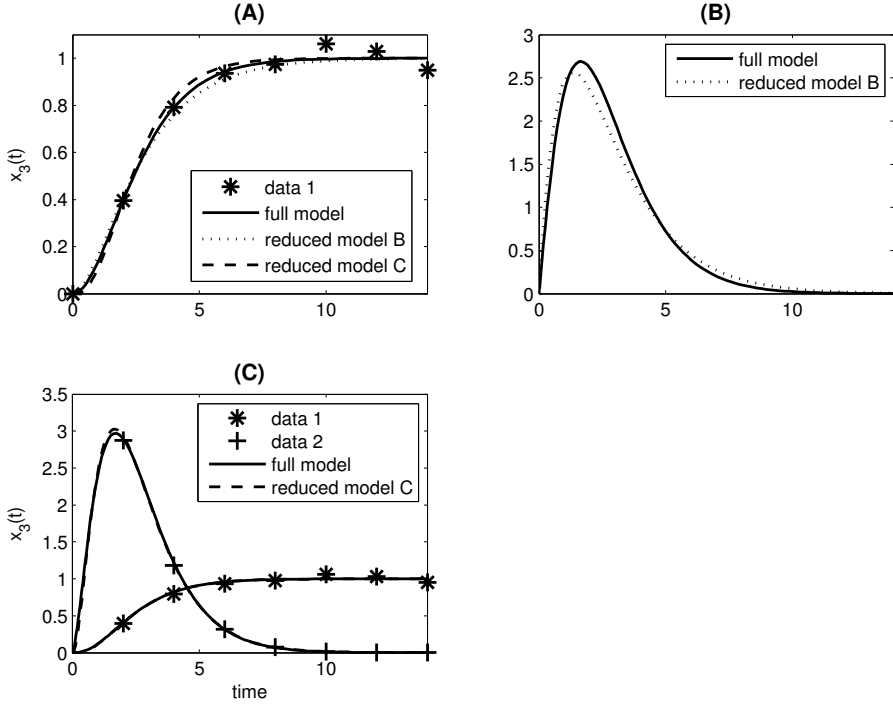 (A)
x_3(t)
1
0.8
0.6
0.4
0.2
0
0
5
10
data 1
full model
reduced model B
reduced model C
(B)
3
2.5
2
1.5
1
0.5
0
0
5
10
full model
reduced model B
(C)
x_3(t)
3.5
3
2.5
2
1.5
1
0.5
0
0
5
10
time
data 1
data 2
full model
reduced model C